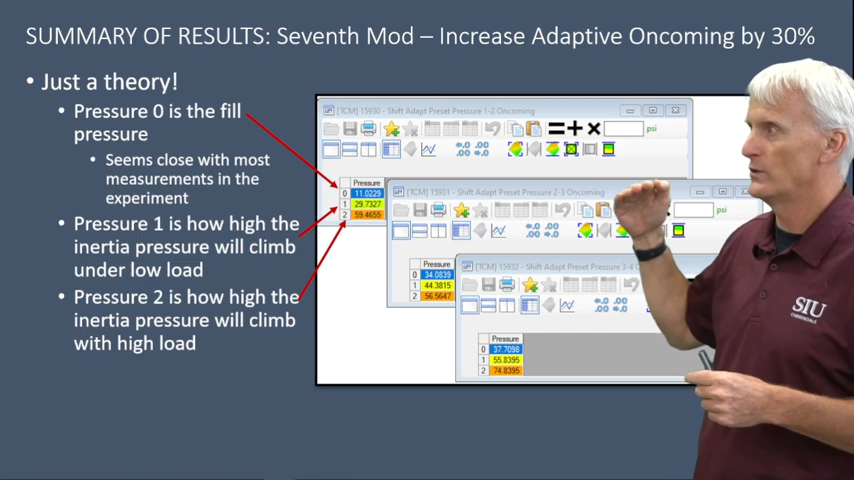 SUMMARY OF RESULTS: Seventh Mod – Increase Adaptive Oncoming by 30%
• Just a theory!
• Pressure 0 is the fill
pressure
• Seems close with most
measurements in the
experiment
• Pressure 1 is how high the
inertia pressure will climb
under low load
• Pressure 2 is how high the
inertia pressure will climb
with high load
[TCM] 15930 - Shift Adapt Preset Pressure 1-2 Oncoming
psi
Pressure
0 11.0229
1 29.7327
2 59.4655
[TCM] 15931 - Shift Adapt Preset Pressure 2-3 Oncoming
psi
Pressure
0 34.0839
1 44.3815
2 56.5647
[TCM] 15932 - Shift Adapt Preset Pressure 3-4
Pressure
0 37.7098
1 55.8395
2 74.8395
SIU
CARBONDALE